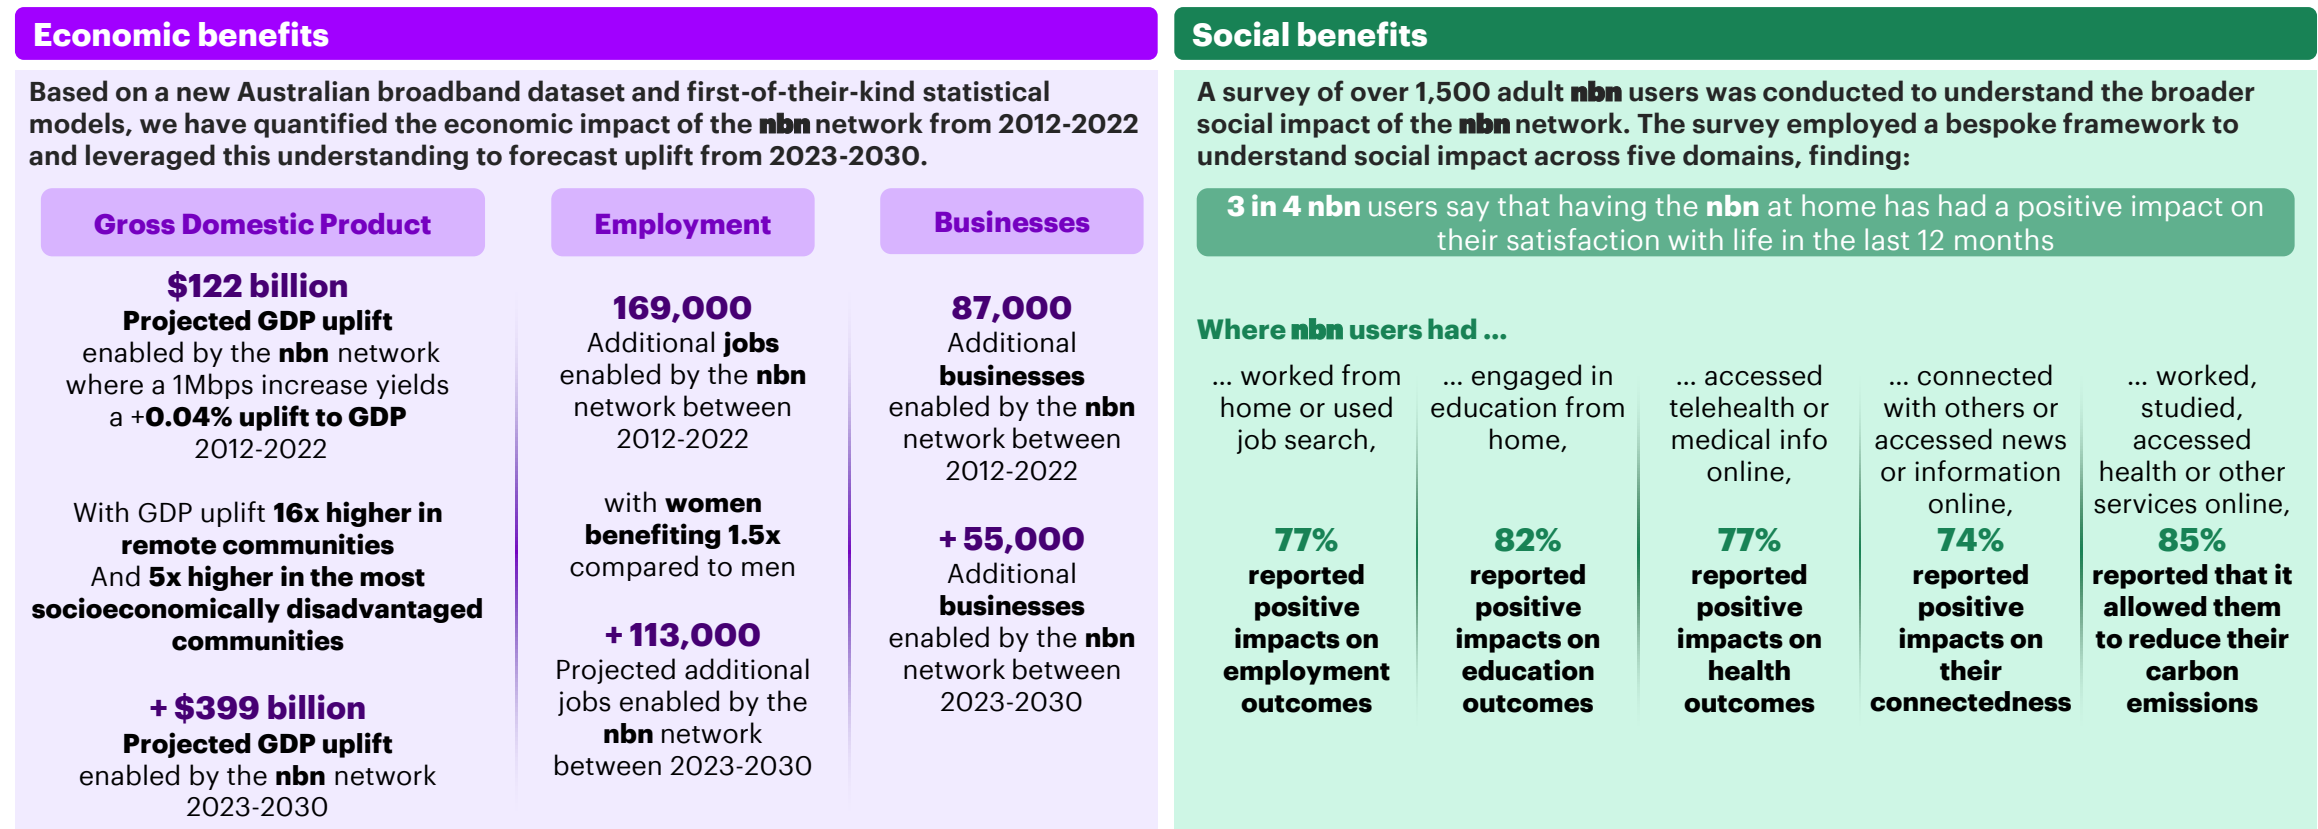 Economic benefits
Based on a new Australian broadband dataset and first-of-their-kind statistical
models, we have quantified the economic impact of the nbn network from 2012-2022
and leveraged this understanding to forecast uplift from 2023-2030.
Gross Domestic Product
$122 billion
Projected GDP uplift
enabled by the nbn network
where a 1Mbps increase yields
a +0.04% uplift to GDP
2012-2022
With GDP uplift 16x higher in
remote communities
And 5x higher in the most
socioeconomically disadvantaged
communities
+ $399 billion
Projected GDP uplift
enabled by the nbn network
2023-2030
Employment
169,000
Additional jobs
enabled by the nbn
network between
2012-2022
with women
benefiting 1.5x
compared to men
+ 113,000
Projected additional
jobs enabled by the
nbn network
between 2023-2030
Businesses
87,000
Additional
businesses
enabled by the nbn
network between
2012-2022
+ 55,000
Additional
businesses
enabled by the nbn
network between
2023-2030
Social benefits
A survey of over 1,500 adult nbn users was conducted to understand the broader
social impact of the nbn network. The survey employed a bespoke framework to
understand social impact across five domains, finding:
3 in 4 nbn users say that having the nbn at home has had a positive impact on
their satisfaction with life in the last 12 months
Where nbn users had ...
... worked from
home or used
job search,
77%
reported
positive
impacts on
employment
outcomes
... engaged in
education from
home,
82%
reported
positive
impacts on
education
outcomes
... accessed
telehealth or
medical info
online,
77%
reported
positive
impacts on
health
outcomes
... connected
with others or
accessed news
or information
online,
74%
reported
positive
impacts on
their
connectedness
... worked,
studied,
accessed
health or other
services online,
85%
reported that it
allowed them
to reduce their
carbon
emissions